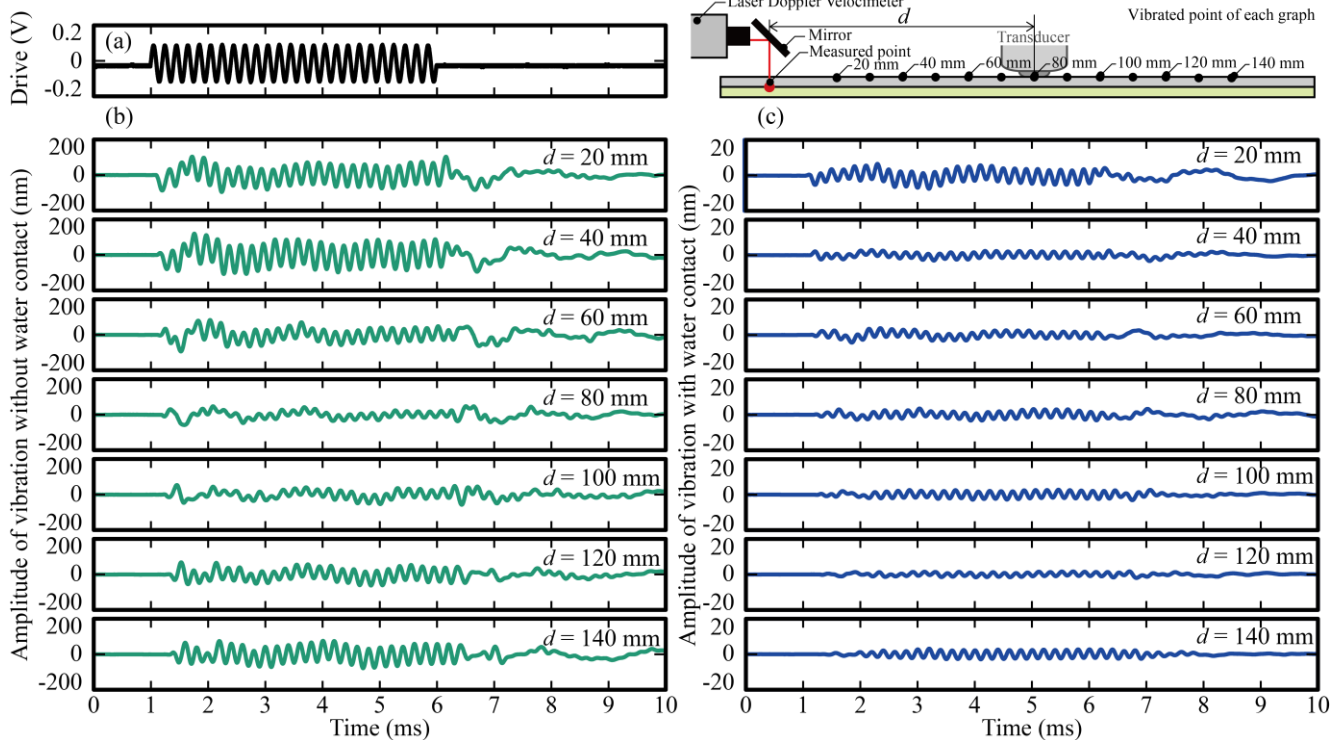 Laser Doppler Velocimeter
d
Vibrated point of each graph
Mirror
Transducer
Measured point
20 mm 40 mm 60 mm 80 mm 100 mm 120 mm 140 mm
Drive (V)
0.2
0
-0.2
(a)
(b)
(c)
Amplitude of vibration without water contact (nm)
200
0
-200
d = 20 mm
200
0
-200
d = 40 mm
200
0
-200
d = 60 mm
200
0
-200
d = 80 mm
200
0
-200
d = 100 mm
200
0
-200
d = 120 mm
200
0
-200
d = 140 mm
0 1 2 3 4 5 6 7 8 9 10
Time (ms)
Amplitude of vibration with water contact (nm)
20
0
-20
d = 20 mm
20
0
-20
d = 40 mm
20
0
-20
d = 60 mm
20
0
-20
d = 80 mm
20
0
-20
d = 100 mm
20
0
-20
d = 120 mm
20
0
-20
d = 140 mm
0 1 2 3 4 5 6 7 8 9 10
Time (ms)